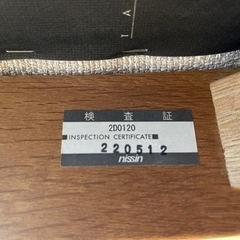 検査証
2D0120
INSPECTION CERTIFICATE
220512
nissin